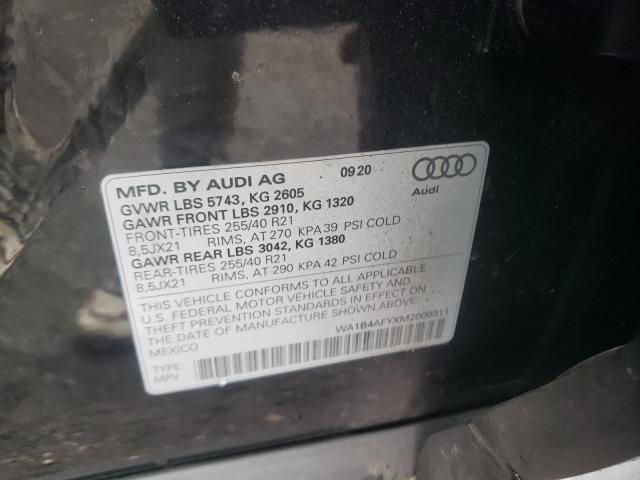 MFD. BY AUDI AG 09 20
GVWR LBS 5743, KG 2605
GAWR FRONT LBS 2910, KG 1320
FRONT-TIRES 255/40 R21
8,5JX21 RIMS, AT 270 KPA 39 PSI COLD
GAWR REAR LBS 3042, KG 1380
REAR-TIRES 255/40 R21
8,5JX21 RIMS, AT 290 KPA 42 PSI COLD
THIS VEHICLE CONFORMS TO ALL APPLICABLE
U.S. FEDERAL MOTOR VEHICLE SAFETY AND
THEFT PREVENTION STANDARDS IN EFFECT ON
THE DATE OF MANUFACTURE SHOWN ABOVE.
MEXICO WA1B4AFYXM2009311
TYPE:
MPV
Audi